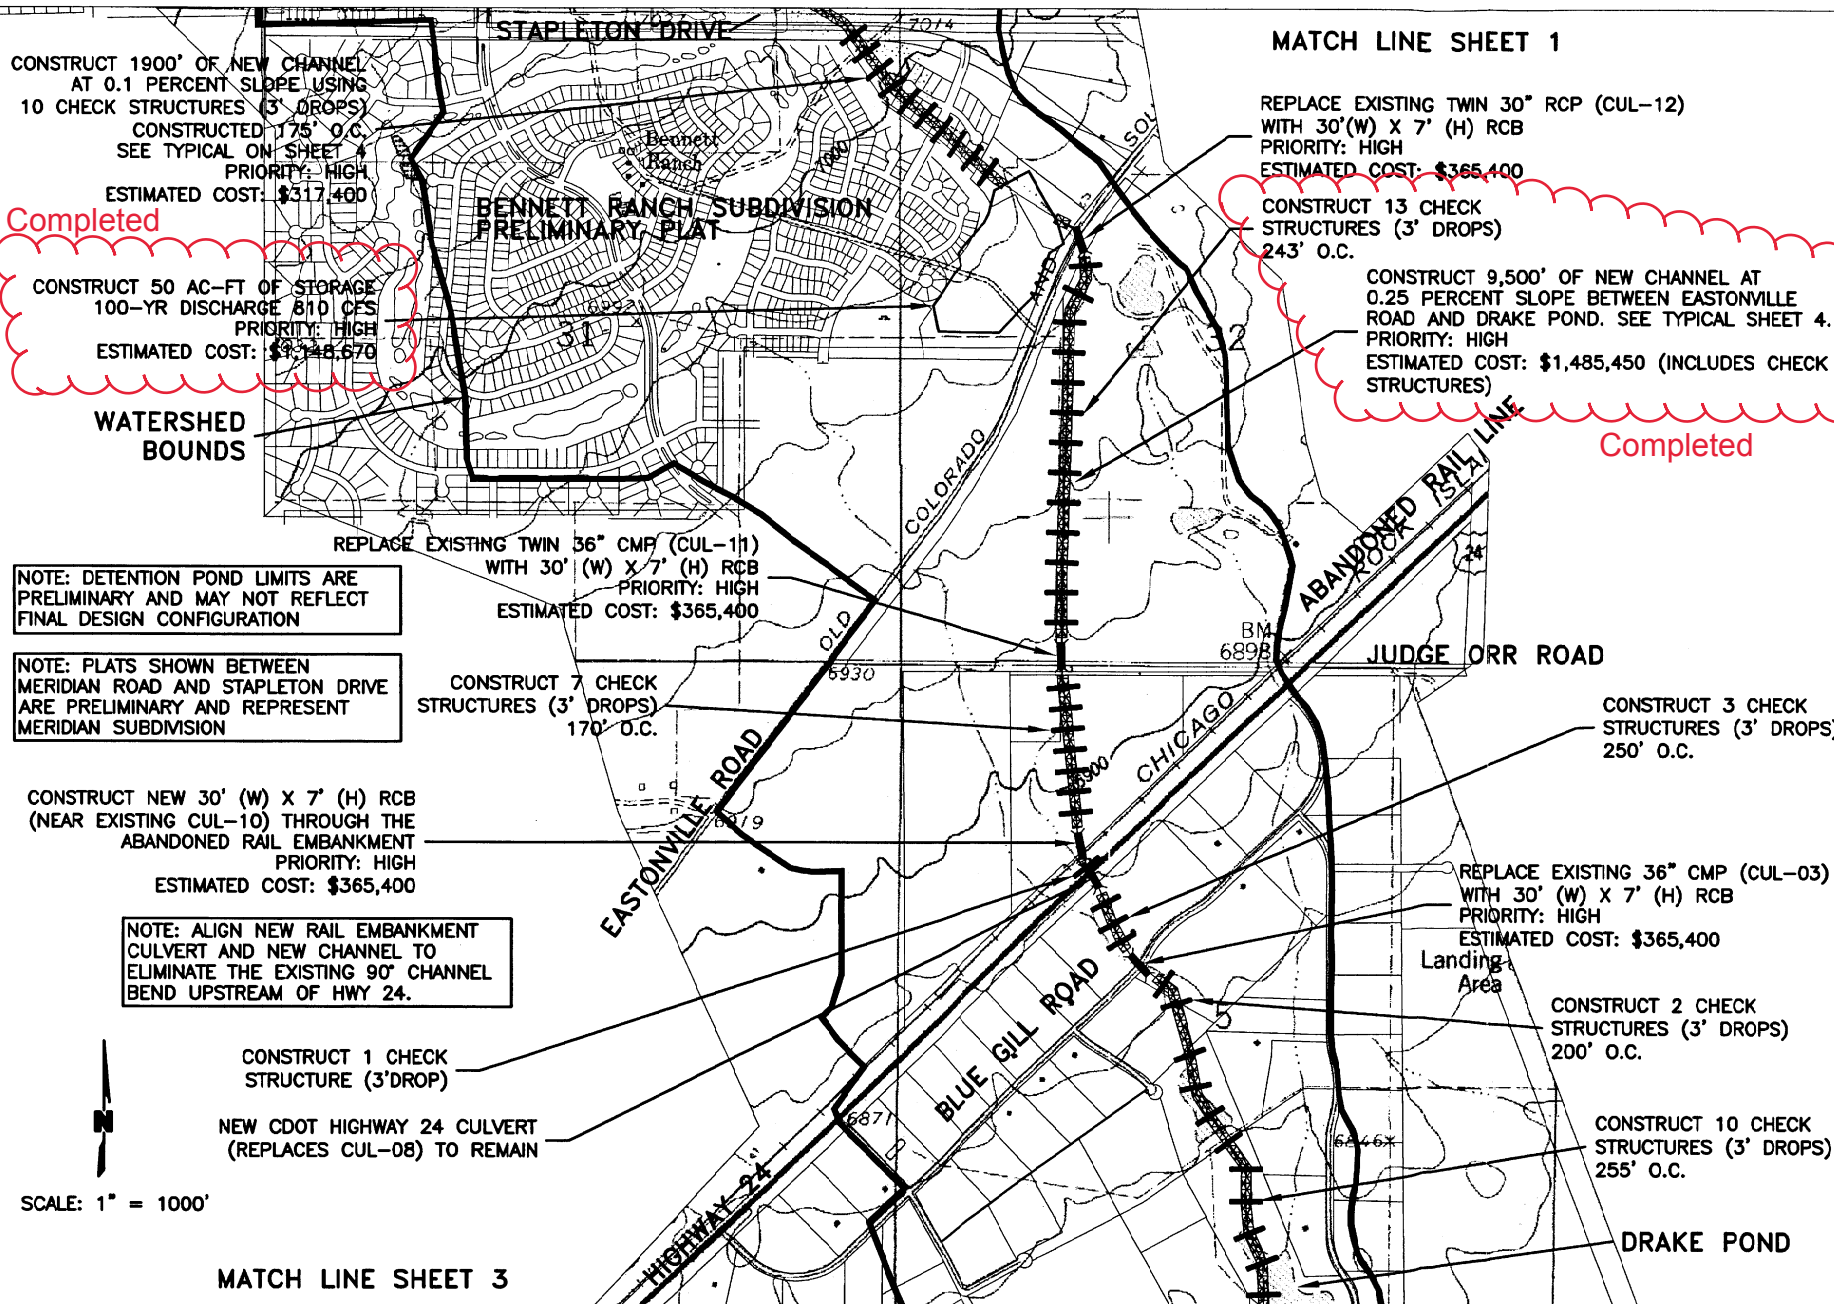 STAPLETON DRIVE
7037
7014
MATCH LINE SHEET 1
CONSTRUCT 1900' OF NEW CHANNEL
AT 0.1 PERCENT SLOPE USING
10 CHECK STRUCTURES (3' DROPS)
CONSTRUCTED 175' O.C.
SEE TYPICAL ON SHEET 4
PRIORITY: HIGH
ESTIMATED COST: $317,400
REPLACE EXISTING TWIN 30" RCP (CUL-12)
WITH 30'(W) X 7' (H) RCB
PRIORITY: HIGH
ESTIMATED COST: $365,400
Bennett
Ranch
7000
BENNETT RANCH SUBDIVISION
PRELIMINARY PLAT
Completed
CONSTRUCT 13 CHECK
STRUCTURES (3' DROPS)
243' O.C.
CONSTRUCT 50 AC-FT OF STORAGE
100-YR DISCHARGE 810 CFS
PRIORITY: HIGH
ESTIMATED COST: $1,148,670
CONSTRUCT 9,500' OF NEW CHANNEL AT
0.25 PERCENT SLOPE BETWEEN EASTONVILLE
ROAD AND DRAKE POND. SEE TYPICAL SHEET 4.
PRIORITY: HIGH
ESTIMATED COST: $1,485,450 (INCLUDES CHECK
STRUCTURES)
Completed
31
32
AND
COLORADO
OLD
WATERSHED
BOUNDS
ABANDONED RAIL LINE
ROCK
24
REPLACE EXISTING TWIN 36" CMP (CUL-11)
WITH 30' (W) X 7' (H) RCB
PRIORITY: HIGH
ESTIMATED COST: $365,400
NOTE: DETENTION POND LIMITS ARE
PRELIMINARY AND MAY NOT REFLECT
FINAL DESIGN CONFIGURATION
NOTE: PLATS SHOWN BETWEEN
MERIDIAN ROAD AND STAPLETON DRIVE
ARE PRELIMINARY AND REPRESENT
MERIDIAN SUBDIVISION
BM
6898
JUDGE ORR ROAD
6930
CONSTRUCT 7 CHECK
STRUCTURES (3' DROPS)
170' O.C.
CHICAGO
6900
CONSTRUCT 3 CHECK
STRUCTURES (3' DROPS)
250' O.C.
EASTONVILLE ROAD
6919
CONSTRUCT NEW 30' (W) X 7' (H) RCB
(NEAR EXISTING CUL-10) THROUGH THE
ABANDONED RAIL EMBANKMENT
PRIORITY: HIGH
ESTIMATED COST: $365,400
REPLACE EXISTING 36" CMP (CUL-03)
WITH 30' (W) X 7' (H) RCB
PRIORITY: HIGH
ESTIMATED COST: $365,400
NOTE: ALIGN NEW RAIL EMBANKMENT
CULVERT AND NEW CHANNEL TO
ELIMINATE THE EXISTING 90° CHANNEL
BEND UPSTREAM OF HWY 24.
Landing
Area
5
BLUE GILL ROAD
CONSTRUCT 2 CHECK
STRUCTURES (3' DROPS)
200' O.C.
CONSTRUCT 1 CHECK
STRUCTURE (3'DROP)
N
NEW CDOT HIGHWAY 24 CULVERT
(REPLACES CUL-08) TO REMAIN
6871
6846
CONSTRUCT 10 CHECK
STRUCTURES (3' DROPS)
255' O.C.
SCALE: 1" = 1000'
HIGHWAY 24
DRAKE POND
MATCH LINE SHEET 3